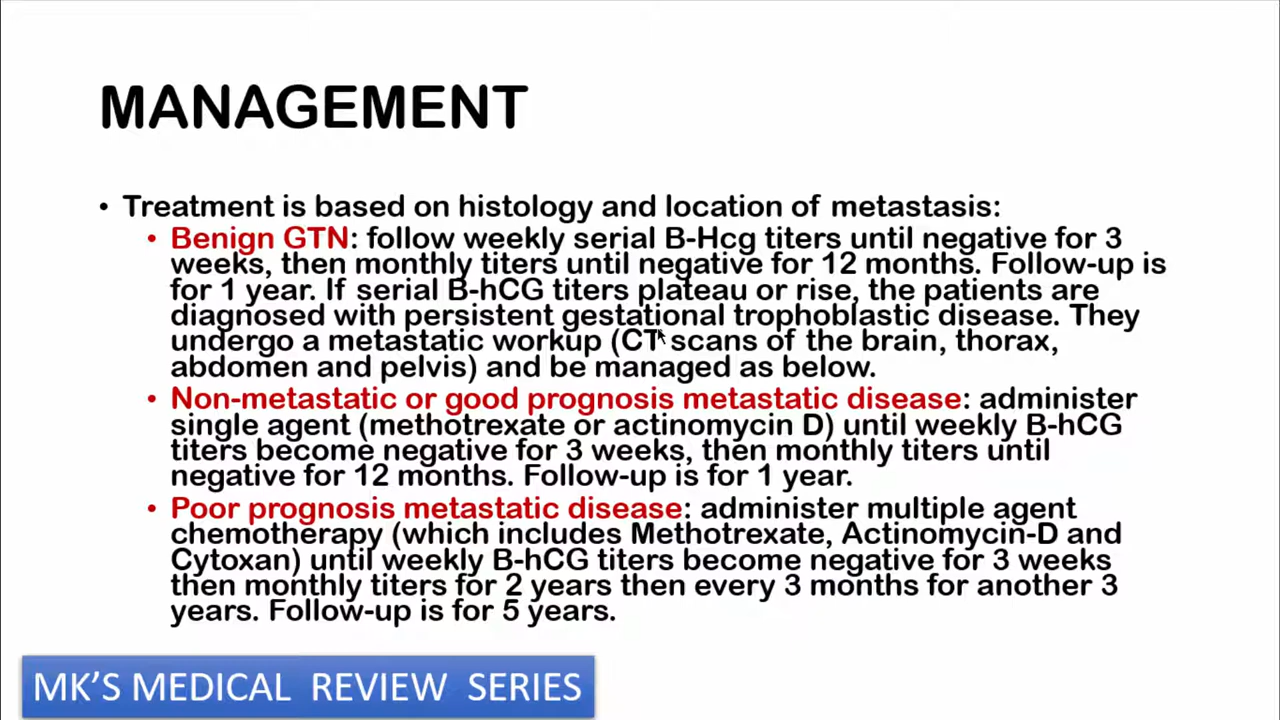 MANAGEMENT
• Treatment is based on histology and location of metastasis:
• Benign GTN: follow weekly serial B-Hcg titers until negative for 3
weeks, then monthly titers until negative for 12 months. Follow-up is
for 1 year. If serial B-hCG titers plateau or rise, the patients are
diagnosed with persistent gestational trophoblastic disease. They
undergo a metastatic workup (CT scans of the brain, thorax,
abdomen and pelvis) and be managed as below.
• Non-metastatic or good prognosis metastatic disease: administer
single agent (methotrexate or actinomycin D) until weekly B-hCG
titers become negative for 3 weeks, then monthly titers until
negative for 12 months. Follow-up is for 1 year.
• Poor prognosis metastatic disease: administer multiple agent
chemotherapy (which includes Methotrexate, Actinomycin-D and
Cytoxan) until weekly B-hCG titers become negative for 3 weeks
then monthly titers for 2 years then every 3 months for another 3
years. Follow-up is for 5 years.
MK'S MEDICAL REVIEW SERIES